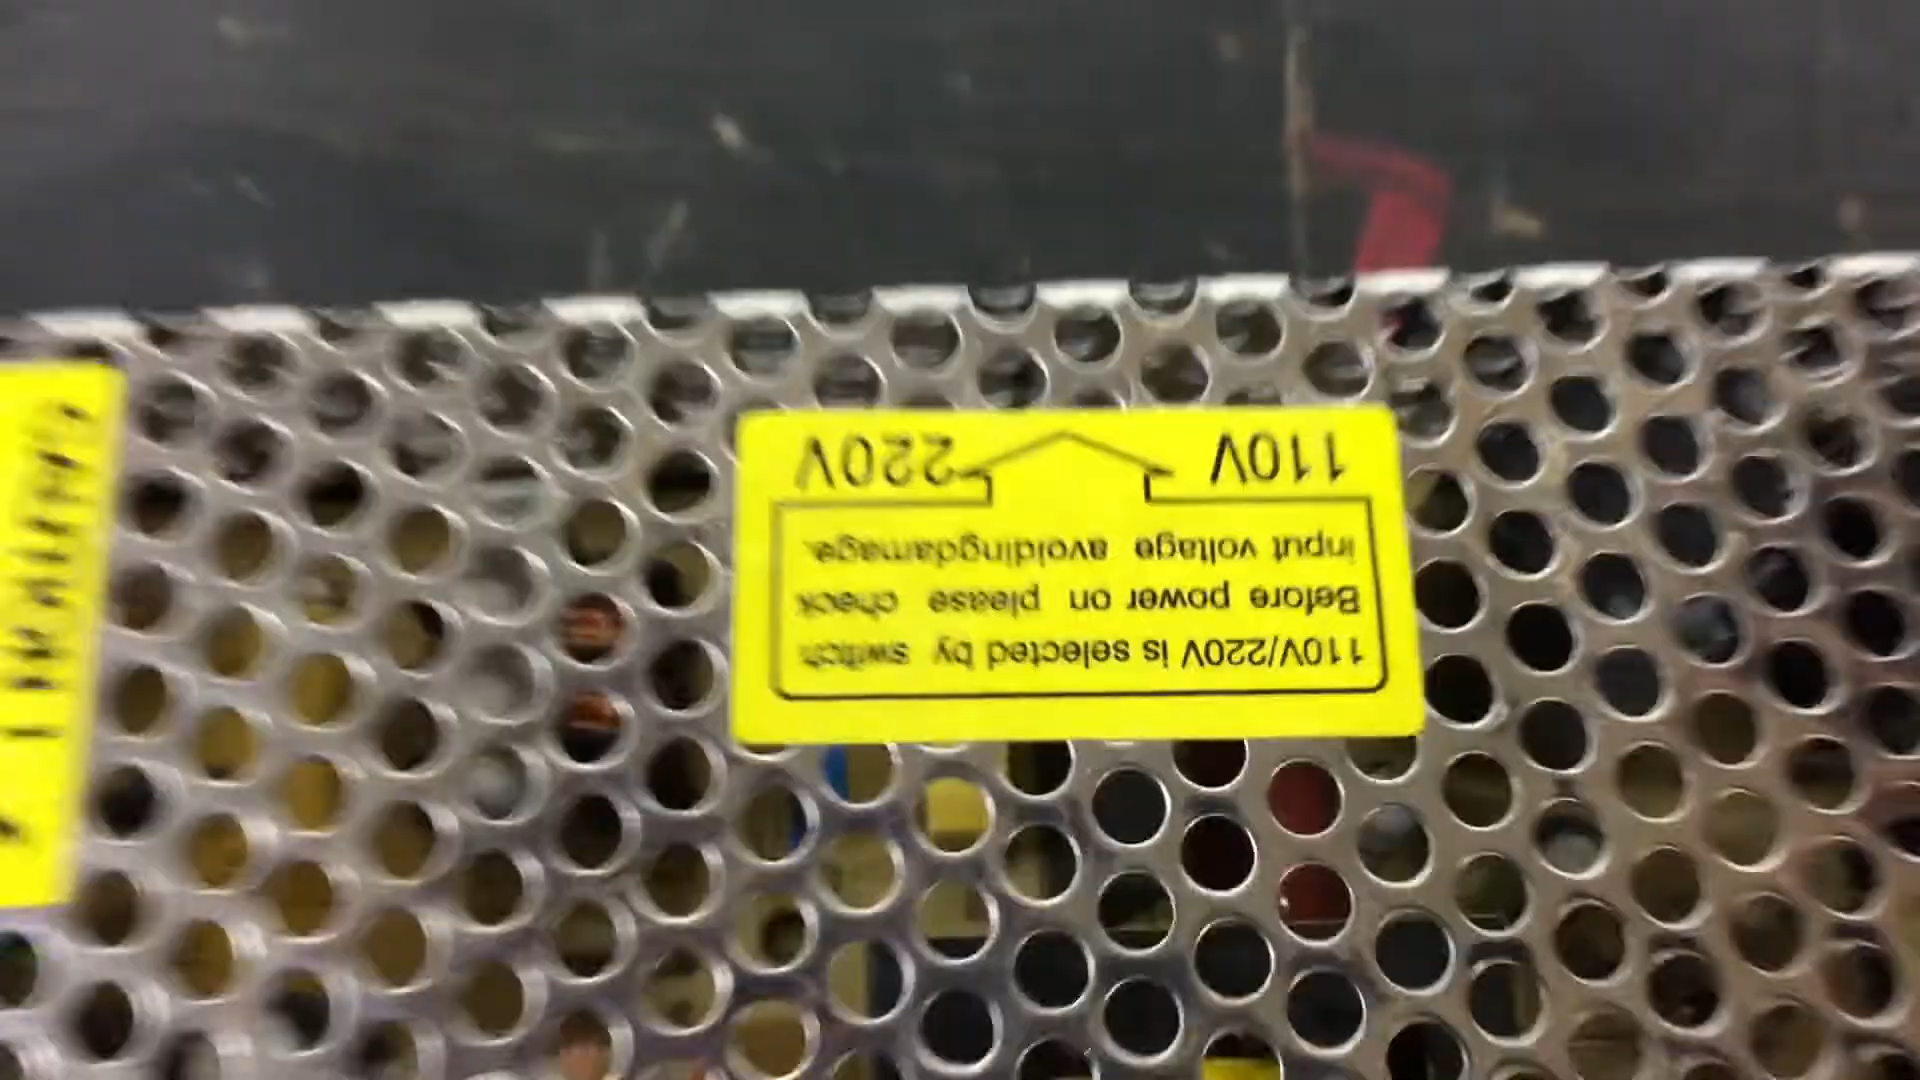 110V/220V is selected by switch
Before power on please check
input voltage avoidingdamage.
110V 220V